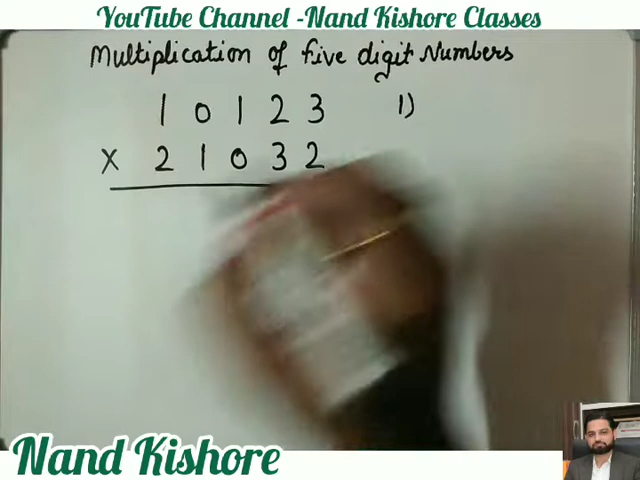 YouTube Channel -Nand Kishore Classes
Multiplication of five digit Numbers
1 0 1 2 3 1)
x 2 1 0 3 2
Nand Kishore